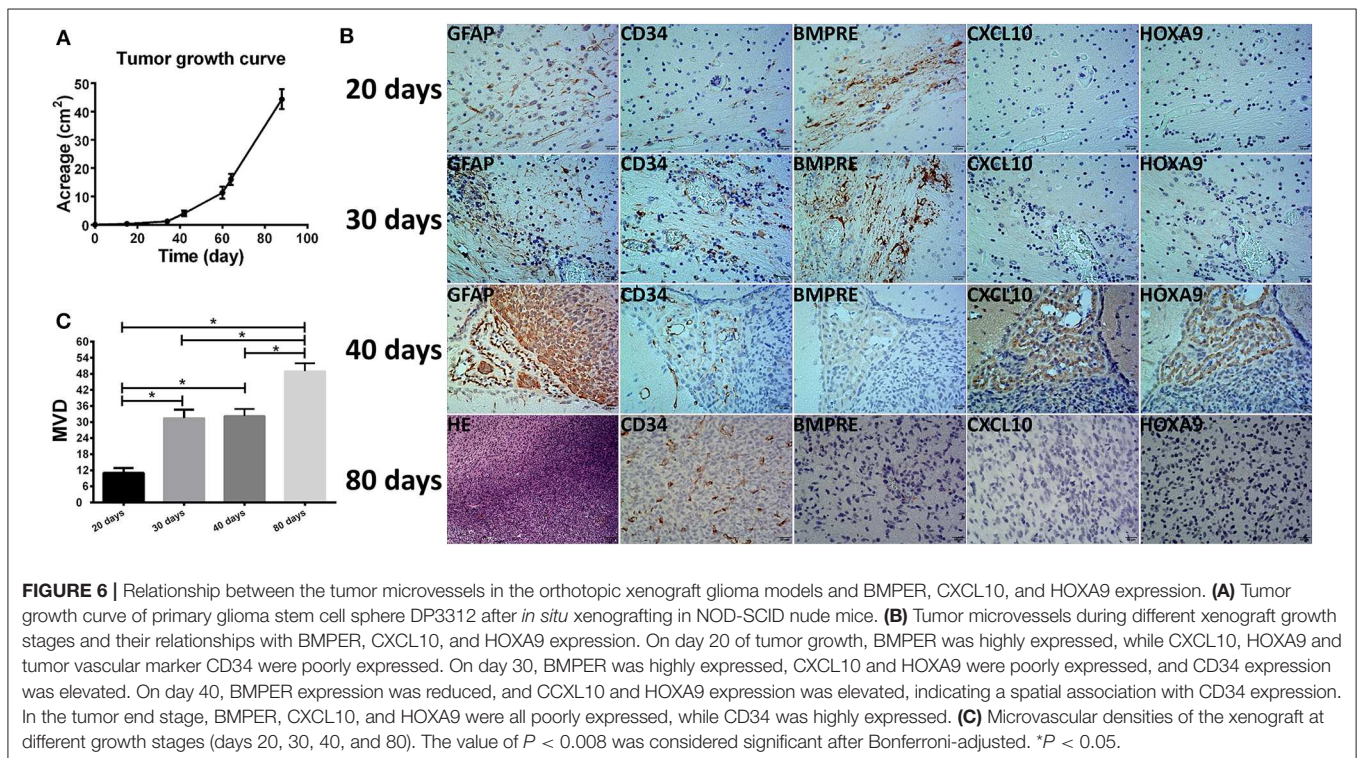 A
Tumor growth curve
Acreage (cm²)
50
40
30
20
10
0
0 20 40 60 80 100
Time (day)
B
20 days
GFAP CD34 BMPRE CXCL10 HOXA9
30 days
GFAP CD34 BMPRE CXCL10 HOXA9
40 days
GFAP CD34 BMPRE CXCL10 HOXA9
80 days
HE CD34 BMPRE CXCL10 HOXA9
C
* * * * *
MVD
60
54
48
42
36
30
24
18
12
6
0
20 days 30 days 40 days 80 days
FIGURE 6 | Relationship between the tumor microvessels in the orthotopic xenograft glioma models and BMPER, CXCL10, and HOXA9 expression. (A) Tumor
growth curve of primary glioma stem cell sphere DP3312 after in situ xenografting in NOD-SCID nude mice. (B) Tumor microvessels during different xenograft growth
stages and their relationships with BMPER, CXCL10, and HOXA9 expression. On day 20 of tumor growth, BMPER was highly expressed, while CXCL10, HOXA9 and
tumor vascular marker CD34 were poorly expressed. On day 30, BMPER was highly expressed, CXCL10 and HOXA9 were poorly expressed, and CD34 expression
was elevated. On day 40, BMPER expression was reduced, and CCXL10 and HOXA9 expression was elevated, indicating a spatial association with CD34 expression.
In the tumor end stage, BMPER, CXCL10, and HOXA9 were all poorly expressed, while CD34 was highly expressed. (C) Microvascular densities of the xenograft at
different growth stages (days 20, 30, 40, and 80). The value of P < 0.008 was considered significant after Bonferroni-adjusted. *P < 0.05.